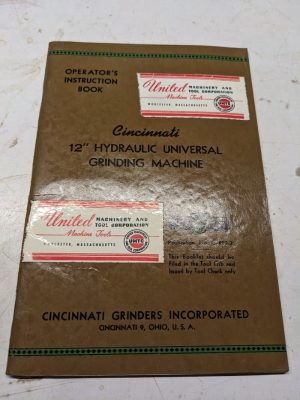 OPERATOR'S
INSTRUCTION
BOOK
United MACHINERY AND
TOOL CORPORATION
Machine Tools
WORCESTER, MASSACHUSETTS
Cincinnati
12" HYDRAULIC UNIVERSAL
GRINDING MACHINE
United MACHINERY AND
TOOL CORPORATION
Machine Tools
WORCESTER, MASSACHUSETTS
UMTC
This Booklet should be
Filed in the Tool Crib and
Issued by Tool Check only
CINCINNATI GRINDERS INCORPORATED
CINCINNATI 9, OHIO, U. S. A.